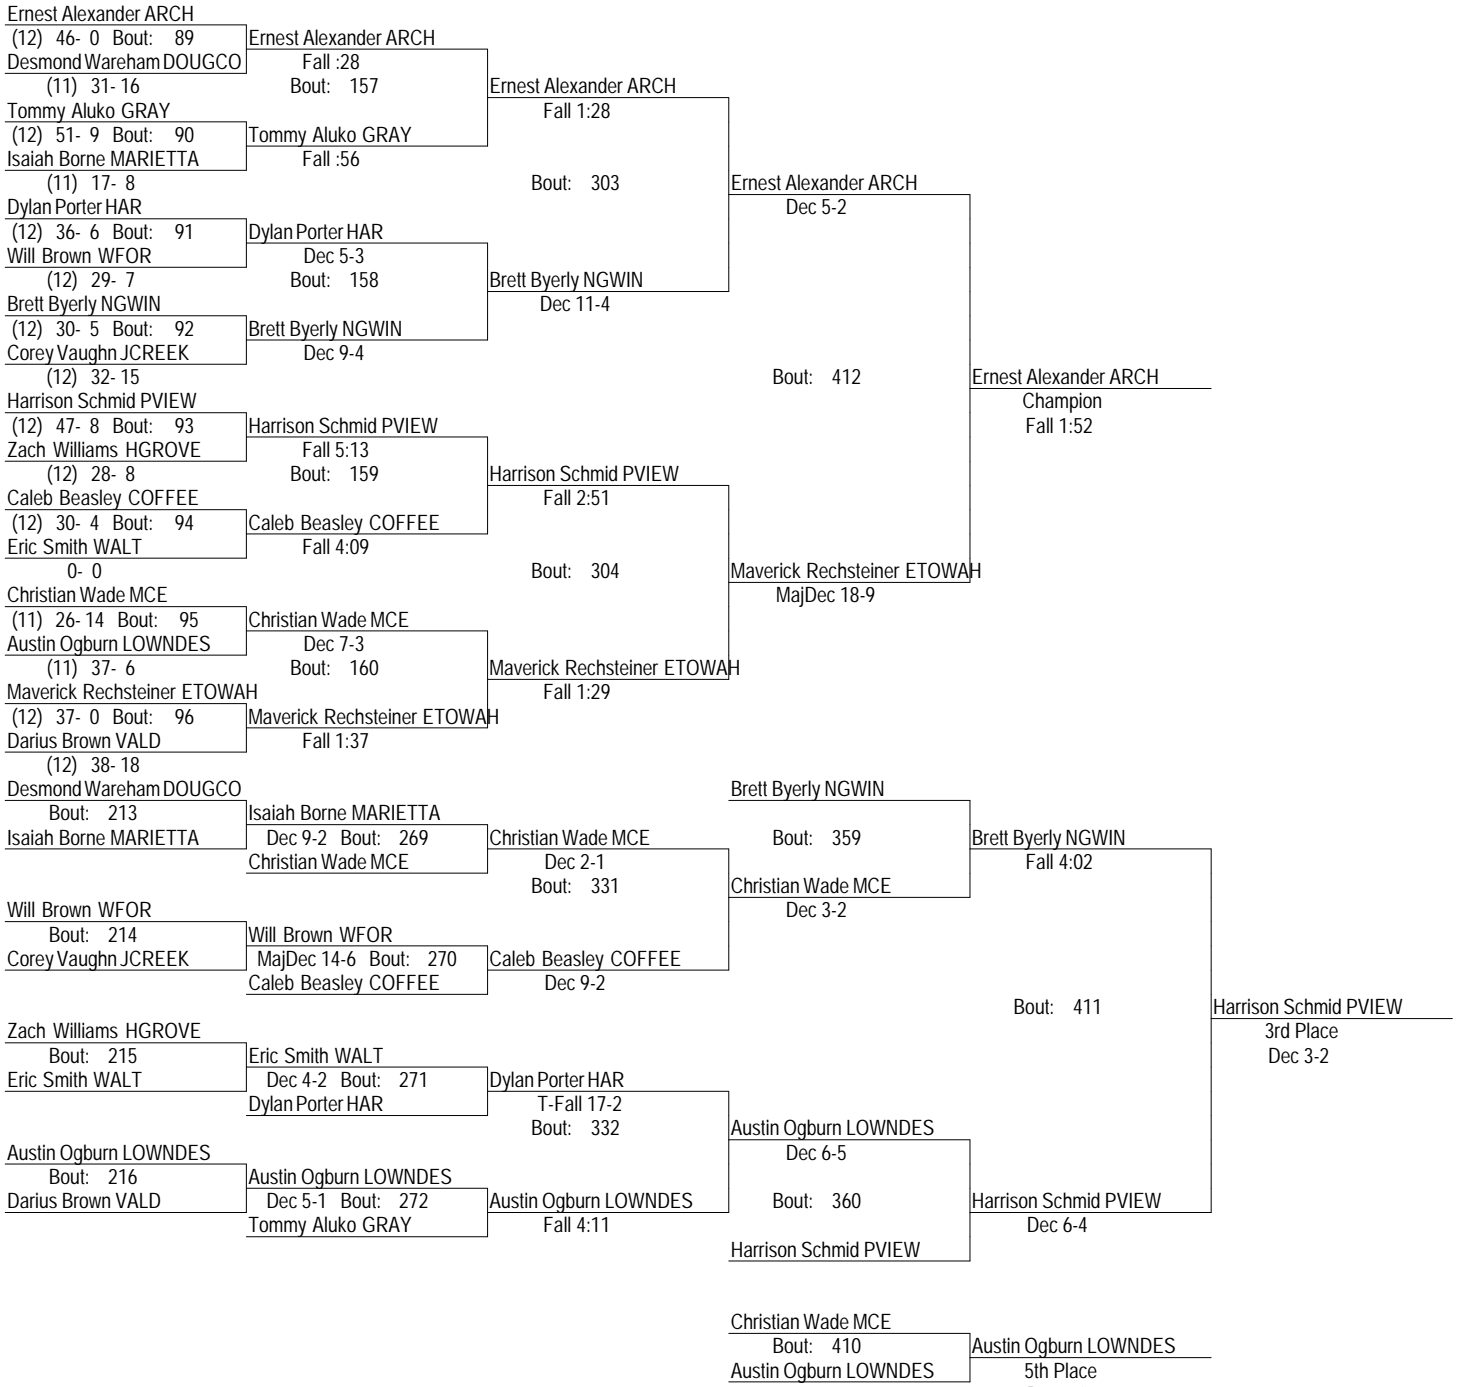 Ernest Alexander ARCH
(12) 46- 0 Bout: 89 Ernest Alexander ARCH
Desmond Wareham DOUGCO Fall :28
(11) 31- 16 Bout: 157 Ernest Alexander ARCH
Tommy Aluko GRAY Fall 1:28
(12) 51- 9 Bout: 90 Tommy Aluko GRAY
Isaiah Borne MARIETTA Fall :56
(11) 17- 8 Bout: 303 Ernest Alexander ARCH
Dylan Porter HAR Dec 5-2
(12) 36- 6 Bout: 91 Dylan Porter HAR
Will Brown WFOR Dec 5-3
(12) 29- 7 Bout: 158 Brett Byerly NGWIN
Brett Byerly NGWIN Dec 11-4
(12) 30- 5 Bout: 92 Brett Byerly NGWIN
Corey Vaughn JCREEK Dec 9-4
(12) 32- 15 Bout: 412 Ernest Alexander ARCH
Harrison Schmid PVIEW Champion
(12) 47- 8 Bout: 93 Harrison Schmid PVIEW Fall 1:52
Zach Williams HGROVE Fall 5:13
(12) 28- 8 Bout: 159 Harrison Schmid PVIEW
Caleb Beasley COFFEE Fall 2:51
(12) 30- 4 Bout: 94 Caleb Beasley COFFEE
Eric Smith WALT Fall 4:09
0- 0 Bout: 304 Maverick Rechsteiner ETOWAH
Christian Wade MCE MajDec 18-9
(11) 26- 14 Bout: 95 Christian Wade MCE
Austin Ogburn LOWNDES Dec 7-3
(11) 37- 6 Bout: 160 Maverick Rechsteiner ETOWAH
Maverick Rechsteiner ETOWAH Fall 1:29
(12) 37- 0 Bout: 96 Maverick Rechsteiner ETOWAH
Darius Brown VALD Fall 1:37
(12) 38- 18
Desmond Wareham DOUGCO Brett Byerly NGWIN
Bout: 213 Isaiah Borne MARIETTA
Isaiah Borne MARIETTA Dec 9-2 Bout: 269 Christian Wade MCE Bout: 359 Brett Byerly NGWIN
Christian Wade MCE Dec 2-1 Fall 4:02
Bout: 331 Christian Wade MCE
Will Brown WFOR Dec 3-2
Bout: 214 Will Brown WFOR
Corey Vaughn JCREEK MajDec 14-6 Bout: 270 Caleb Beasley COFFEE
Caleb Beasley COFFEE Dec 9-2
Bout: 411 Harrison Schmid PVIEW
Zach Williams HGROVE 3rd Place
Bout: 215 Eric Smith WALT Dec 3-2
Eric Smith WALT Dec 4-2 Bout: 271 Dylan Porter HAR
Dylan Porter HAR T-Fall 17-2
Bout: 332 Austin Ogburn LOWNDES
Austin Ogburn LOWNDES Dec 6-5
Bout: 216 Austin Ogburn LOWNDES
Darius Brown VALD Dec 5-1 Bout: 272 Austin Ogburn LOWNDES Bout: 360 Harrison Schmid PVIEW
Tommy Aluko GRAY Fall 4:11 Dec 6-4
Harrison Schmid PVIEW
Christian Wade MCE
Bout: 410 Austin Ogburn LOWNDES
Austin Ogburn LOWNDES 5th Place